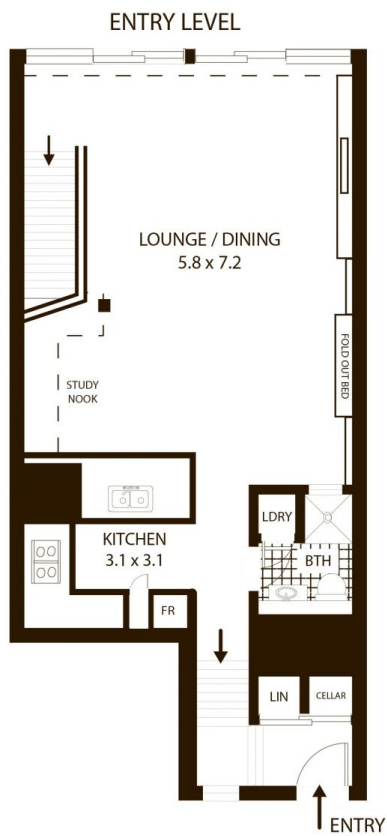 ENTRY LEVEL
LOUNGE / DINING
5.8 x 7.2
FOLD OUT BED
STUDY
NOOK
LDRY
KITCHEN
3.1 x 3.1
BTH
FR
LIN
CELLAR
ENTRY